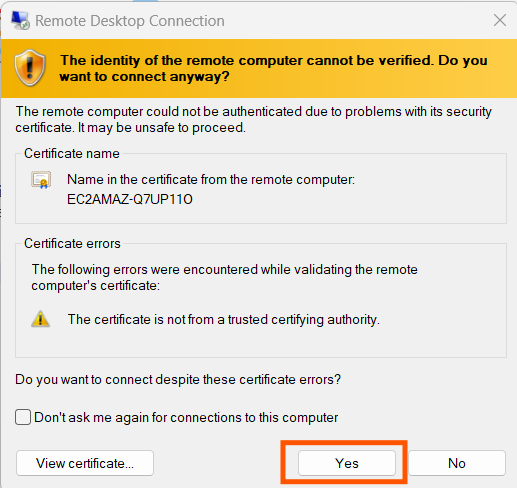 Remote Desktop Connection
The identity of the remote computer cannot be verified. Do you
want to connect anyway?
The remote computer could not be authenticated due to problems with its security
certificate. It may be unsafe to proceed.
Certificate name
Name in the certificate from the remote computer:
EC2AMAZ-Q7UP11O
Certificate errors
The following errors were encountered while validating the remote
computer's certificate:
The certificate is not from a trusted certifying authority.
Do you want to connect despite these certificate errors?
Don't ask me again for connections to this computer
View certificate...
Yes
No